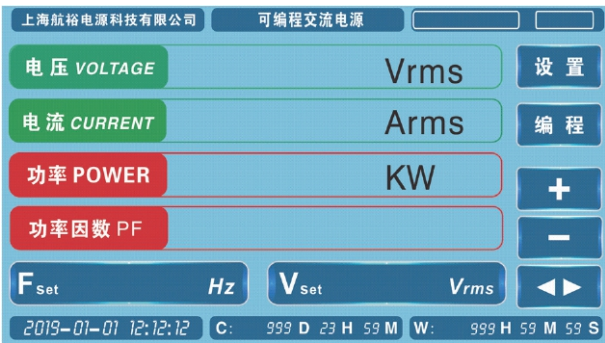 上海航裕电源科技有限公司 可编程交流电源
电压 VOLTAGE Vrms 设置
电流 CURRENT Arms 编程
功率 POWER KW +
功率因数 PF −
Fset Hz Vset Vrms ◀▶
2019-01-01 12:12:12 C: 999 D 23 H 59 M W: 999 H 59 M 59 S